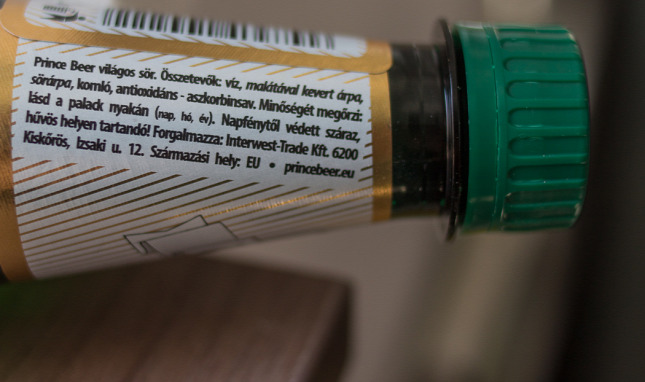 Prince Beer világos sör. Összetevők: víz, makátával kevert árpa,
sörárpa, komló, antioxidáns - aszkorbinsav. Minőségét megőrzi:
lásd a palack nyakán (nap, hó, év). Napfénytől védett száraz,
hűvös helyen tartandó! Forgalmazza: Interwest-Trade Kft. 6200
Kiskőrös, Izsaki u. 12. Származási hely: EU • princebeer.eu